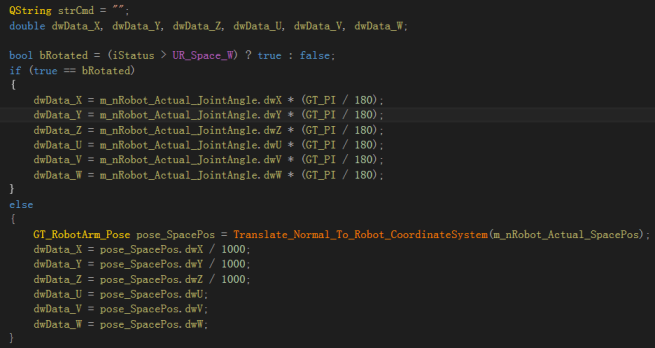 QString strCmd = "";
double dwData_X, dwData_Y, dwData_Z, dwData_U, dwData_V, dwData_W;
bool bRotated = (iStatus > UR_Space_W) ? true : false;
if (true == bRotated)
{
dwData_X = m_nRobot_Actual_JointAngle.dwX * (GT_PI / 180);
dwData_Y = m_nRobot_Actual_JointAngle.dwY * (GT_PI / 180);
dwData_Z = m_nRobot_Actual_JointAngle.dwZ * (GT_PI / 180);
dwData_U = m_nRobot_Actual_JointAngle.dwU * (GT_PI / 180);
dwData_V = m_nRobot_Actual_JointAngle.dwV * (GT_PI / 180);
dwData_W = m_nRobot_Actual_JointAngle.dwW * (GT_PI / 180);
}
else
{
GT_RobotArm_Pose pose_SpacePos = Translate_Normal_To_Robot_CoordinateSystem(m_nRobot_Actual_SpacePos);
dwData_X = pose_SpacePos.dwX / 1000;
dwData_Y = pose_SpacePos.dwY / 1000;
dwData_Z = pose_SpacePos.dwZ / 1000;
dwData_U = pose_SpacePos.dwU;
dwData_V = pose_SpacePos.dwV;
dwData_W = pose_SpacePos.dwW;
}